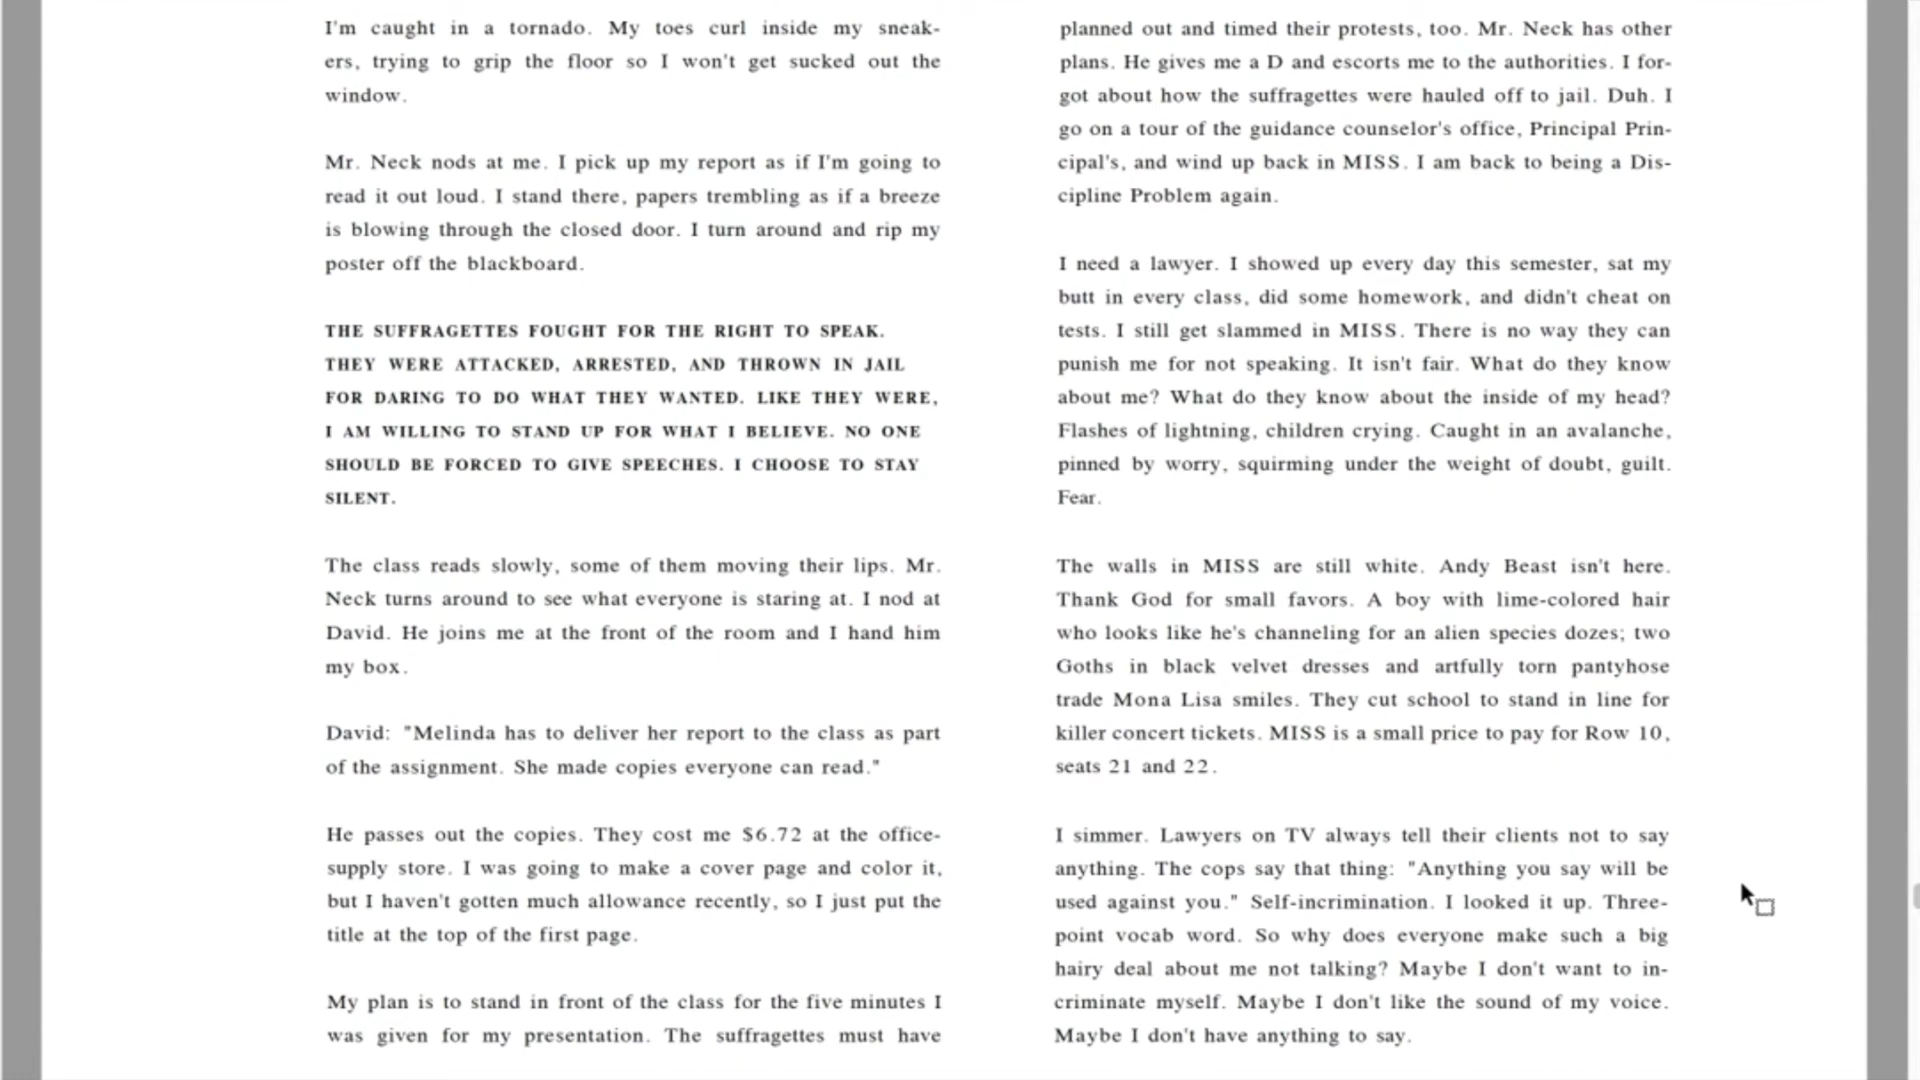 I'm caught in a tornado. My toes curl inside my sneak-
ers, trying to grip the floor so I won't get sucked out the
window.
Mr. Neck nods at me. I pick up my report as if I'm going to
read it out loud. I stand there, papers trembling as if a breeze
is blowing through the closed door. I turn around and rip my
poster off the blackboard.
THE SUFFRAGETTES FOUGHT FOR THE RIGHT TO SPEAK.
THEY WERE ATTACKED, ARRESTED, AND THROWN IN JAIL
FOR DARING TO DO WHAT THEY WANTED. LIKE THEY WERE,
I AM WILLING TO STAND UP FOR WHAT I BELIEVE. NO ONE
SHOULD BE FORCED TO GIVE SPEECHES. I CHOOSE TO STAY
SILENT.
The class reads slowly, some of them moving their lips. Mr.
Neck turns around to see what everyone is staring at. I nod at
David. He joins me at the front of the room and I hand him
my box.
David: "Melinda has to deliver her report to the class as part
of the assignment. She made copies everyone can read."
He passes out the copies. They cost me $6.72 at the office-
supply store. I was going to make a cover page and color it,
but I haven't gotten much allowance recently, so I just put the
title at the top of the first page.
My plan is to stand in front of the class for the five minutes I
was given for my presentation. The suffragettes must have
planned out and timed their protests, too. Mr. Neck has other
plans. He gives me a D and escorts me to the authorities. I for-
got about how the suffragettes were hauled off to jail. Duh. I
go on a tour of the guidance counselor's office, Principal Prin-
cipal's, and wind up back in MISS. I am back to being a Dis-
cipline Problem again.
I need a lawyer. I showed up every day this semester, sat my
butt in every class, did some homework, and didn't cheat on
tests. I still get slammed in MISS. There is no way they can
punish me for not speaking. It isn't fair. What do they know
about me? What do they know about the inside of my head?
Flashes of lightning, children crying. Caught in an avalanche,
pinned by worry, squirming under the weight of doubt, guilt.
Fear.
The walls in MISS are still white. Andy Beast isn't here.
Thank God for small favors. A boy with lime-colored hair
who looks like he's channeling for an alien species dozes; two
Goths in black velvet dresses and artfully torn pantyhose
trade Mona Lisa smiles. They cut school to stand in line for
killer concert tickets. MISS is a small price to pay for Row 10,
seats 21 and 22.
I simmer. Lawyers on TV always tell their clients not to say
anything. The cops say that thing: "Anything you say will be
used against you." Self-incrimination. I looked it up. Three-
point vocab word. So why does everyone make such a big
hairy deal about me not talking? Maybe I don't want to in-
criminate myself. Maybe I don't like the sound of my voice.
Maybe I don't have anything to say.